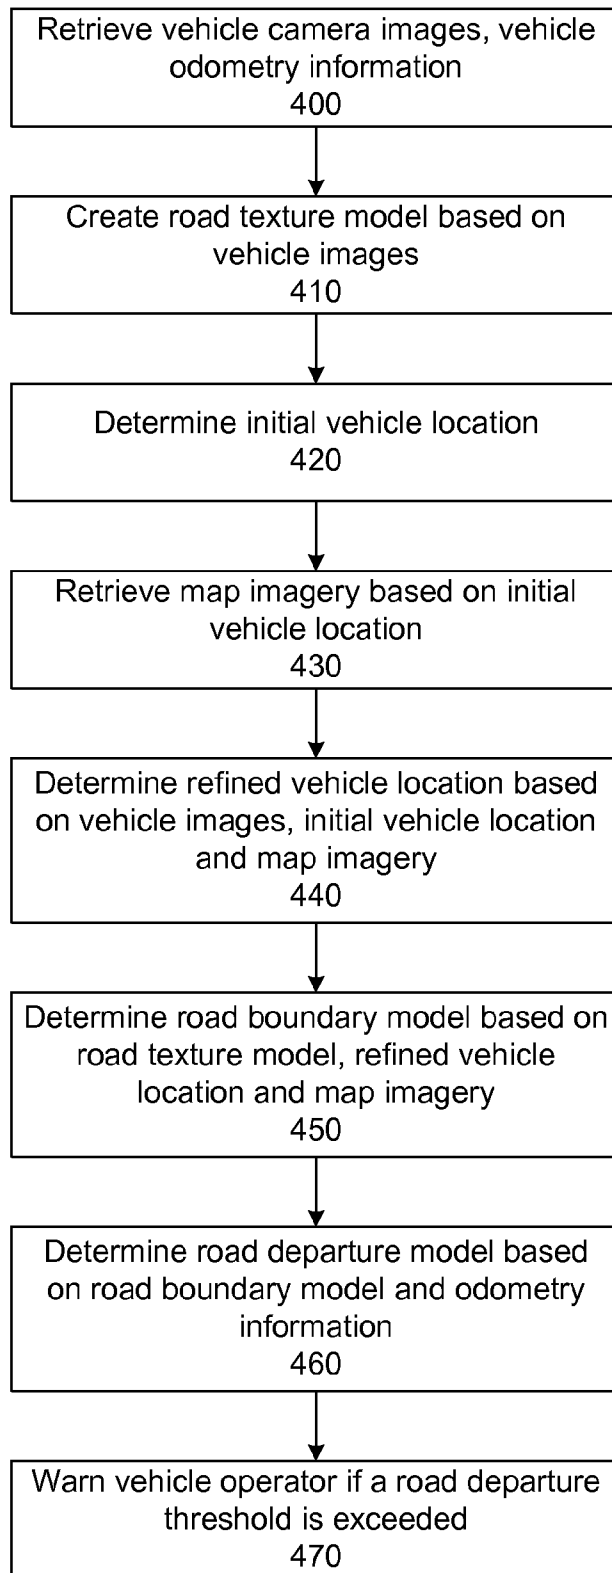 Retrieve vehicle camera images, vehicle
odometry information
400
Create road texture model based on
vehicle images
410
Determine initial vehicle location
420
Retrieve map imagery based on initial
vehicle location
430
Determine refined vehicle location based
on vehicle images, initial vehicle location
and map imagery
440
Determine road boundary model based on
road texture model, refined vehicle
location and map imagery
450
Determine road departure model based
on road boundary model and odometry
information
460
Warn vehicle operator if a road departure
threshold is exceeded
470